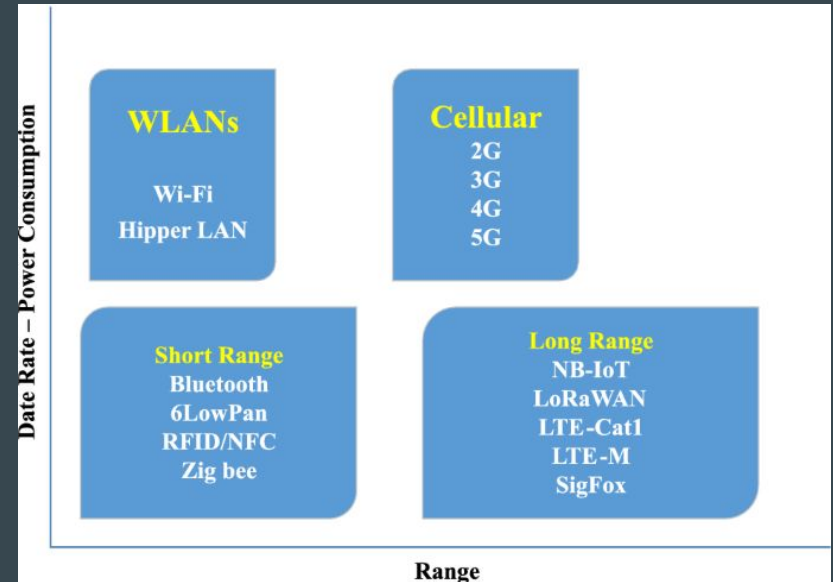 Date Rate – Power Consumption
WLANs
Wi-Fi
Hipper LAN
Cellular
2G
3G
4G
5G
Short Range
Bluetooth
6LowPan
RFID/NFC
Zig bee
Long Range
NB-IoT
LoRaWAN
LTE-Cat1
LTE-M
SigFox
Range